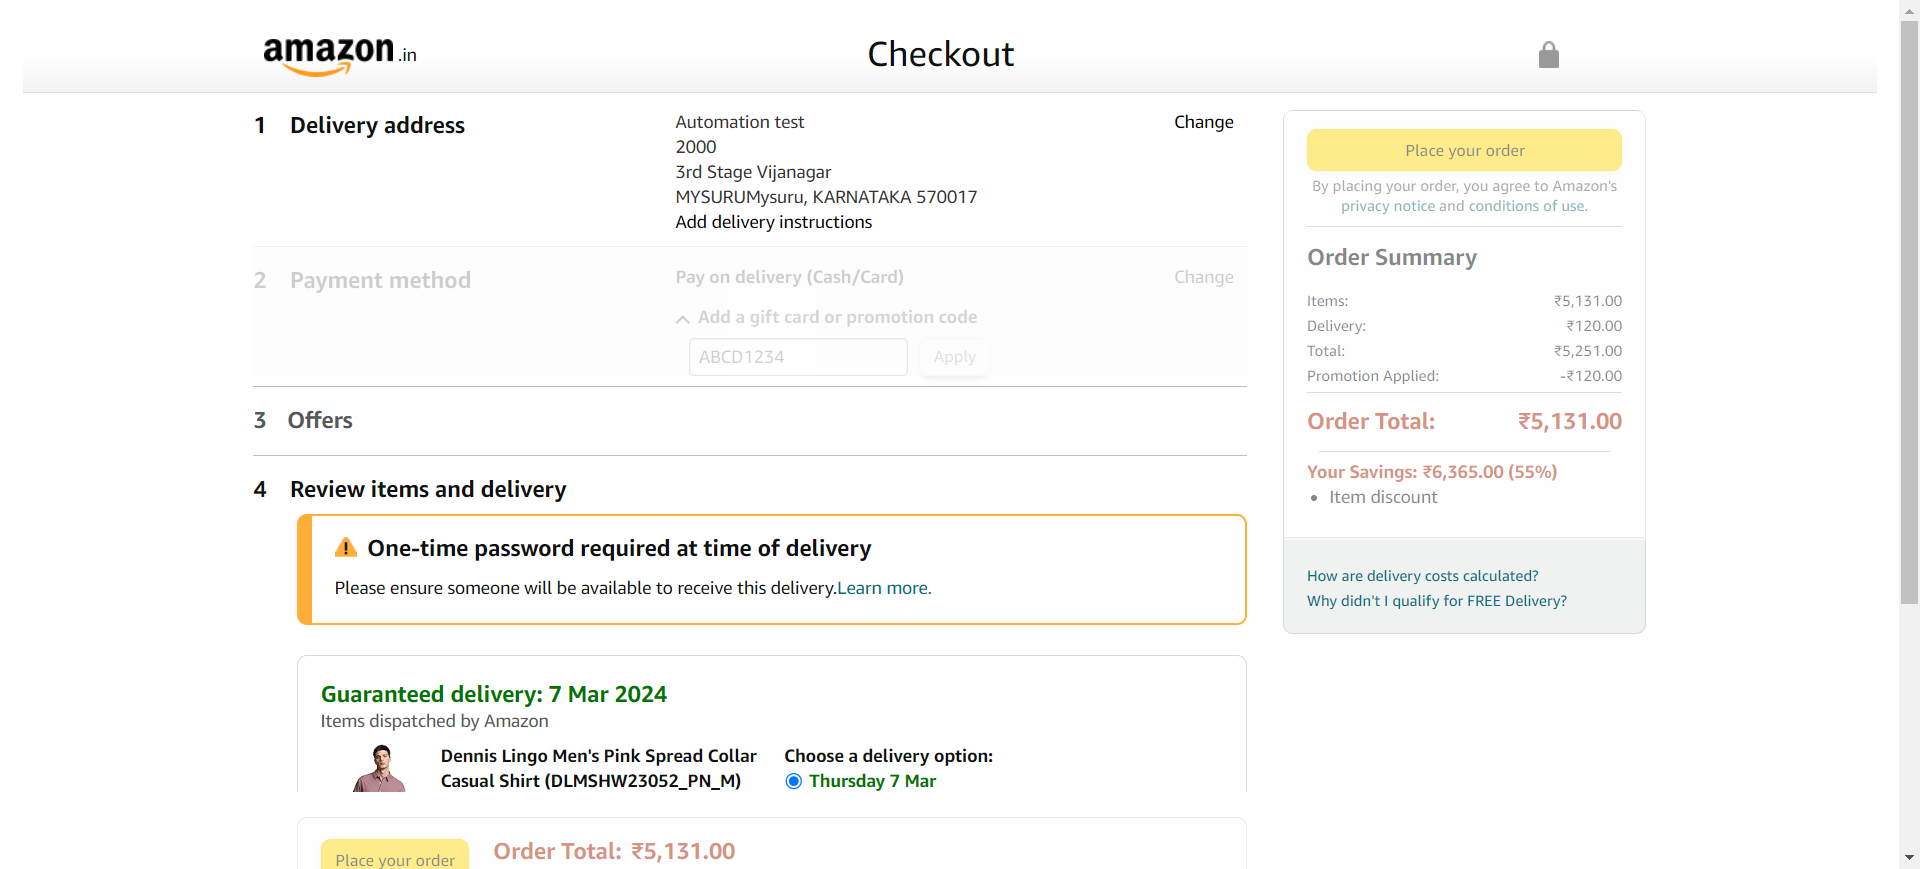 amazon.in
Checkout
1 Delivery address
Automation test
2000
3rd Stage Vijanagar
MYSURUMysuru, KARNATAKA 570017
Add delivery instructions
Change
2 Payment method
Pay on delivery (Cash/Card)
Change
Add a gift card or promotion code
ABCD1234
Apply
3 Offers
4 Review items and delivery
One-time password required at time of delivery
Please ensure someone will be available to receive this delivery.Learn more.
Guaranteed delivery: 7 Mar 2024
Items dispatched by Amazon
Dennis Lingo Men's Pink Spread Collar
Casual Shirt (DLMSHW23052_PN_M)
Choose a delivery option:
Thursday 7 Mar
Place your order
Order Total: ₹5,131.00
Place your order
By placing your order, you agree to Amazon's
privacy notice and conditions of use.
Order Summary
Items: ₹5,131.00
Delivery: ₹120.00
Total: ₹5,251.00
Promotion Applied: -₹120.00
Order Total: ₹5,131.00
Your Savings: ₹6,365.00 (55%)
• Item discount
How are delivery costs calculated?
Why didn't I qualify for FREE Delivery?